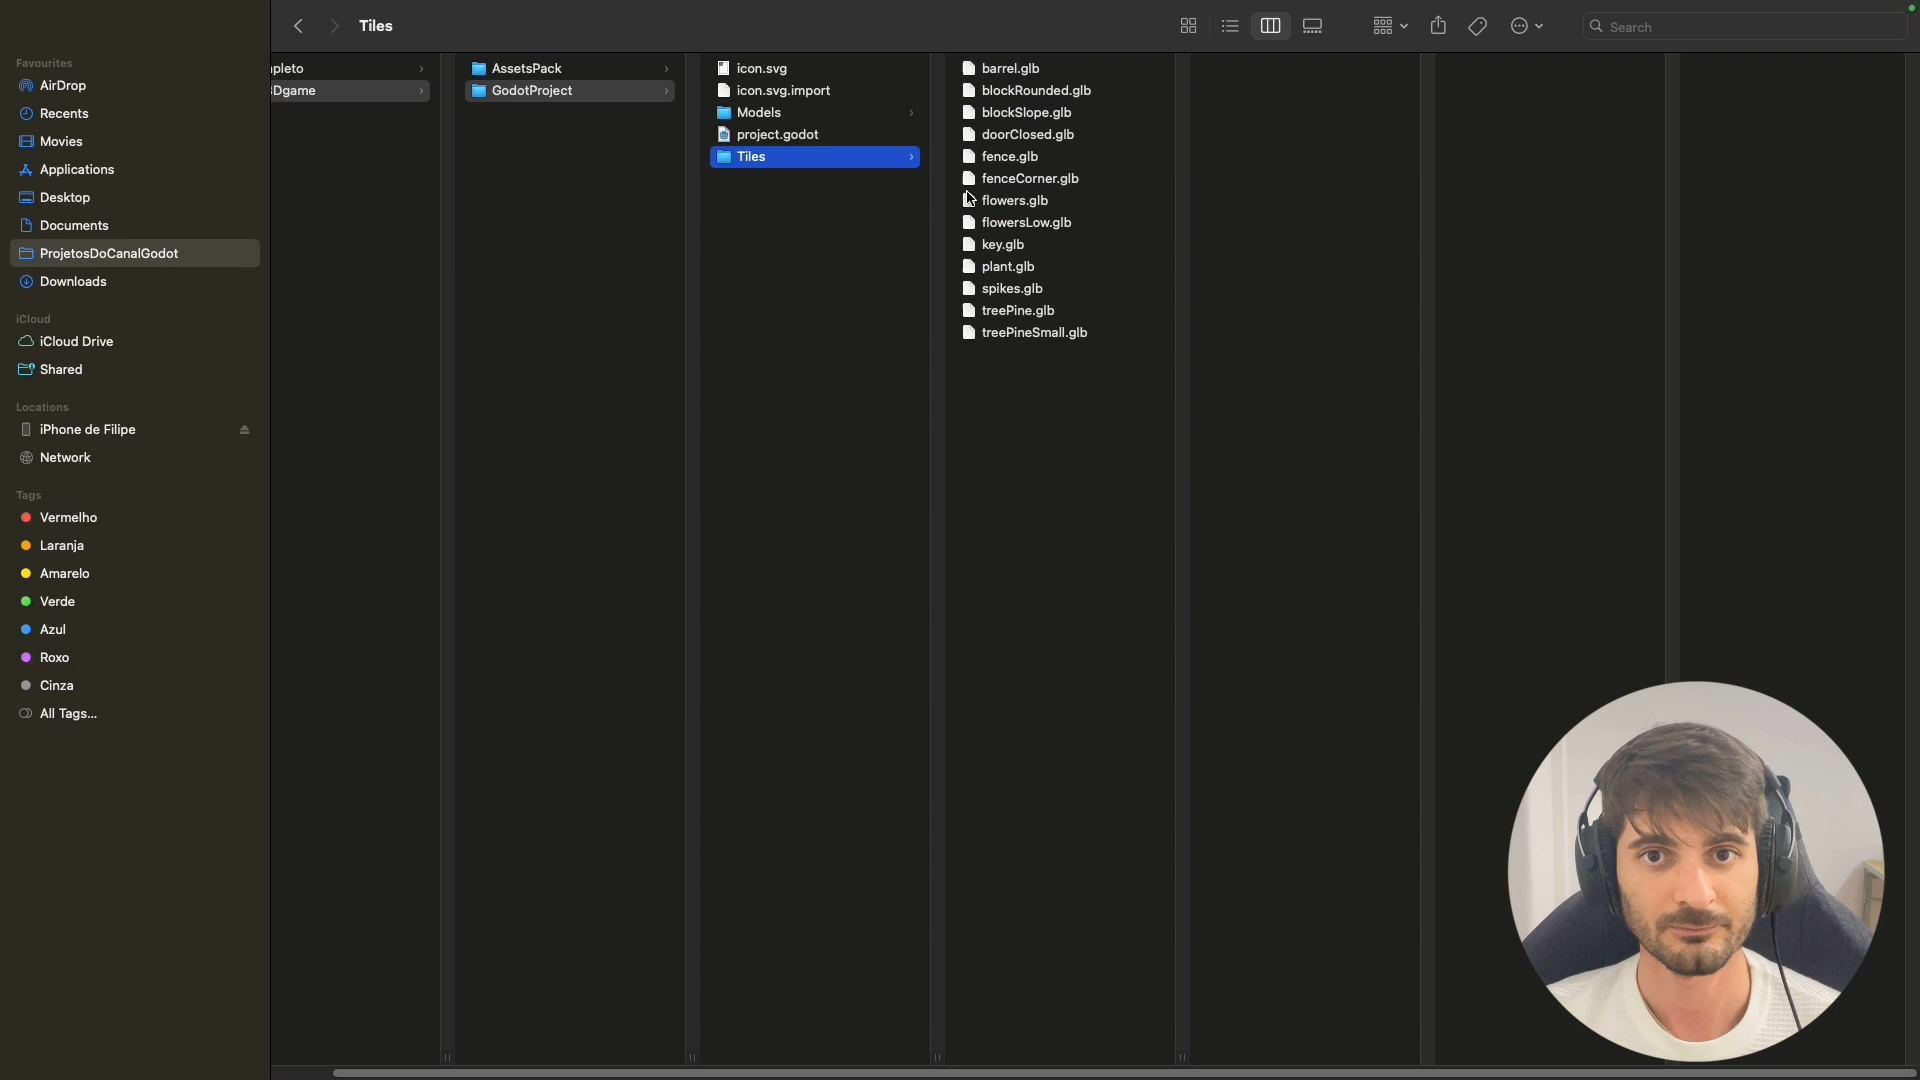 Tiles
Search
Favourites
AirDrop
Recents
Movies
Applications
Desktop
Documents
ProjetosDoCanalGodot
Downloads
iCloud
iCloud Drive
Shared
Locations
iPhone de Filipe
Network
Tags
Vermelho
Laranja
Amarelo
Verde
Azul
Roxo
Cinza
All Tags...
pleto
3Dgame
AssetsPack
GodotProject
icon.svg
icon.svg.import
Models
project.godot
Tiles
barrel.glb
blockRounded.glb
blockSlope.glb
doorClosed.glb
fence.glb
fenceCorner.glb
flowers.glb
flowersLow.glb
key.glb
plant.glb
spikes.glb
treePine.glb
treePineSmall.glb